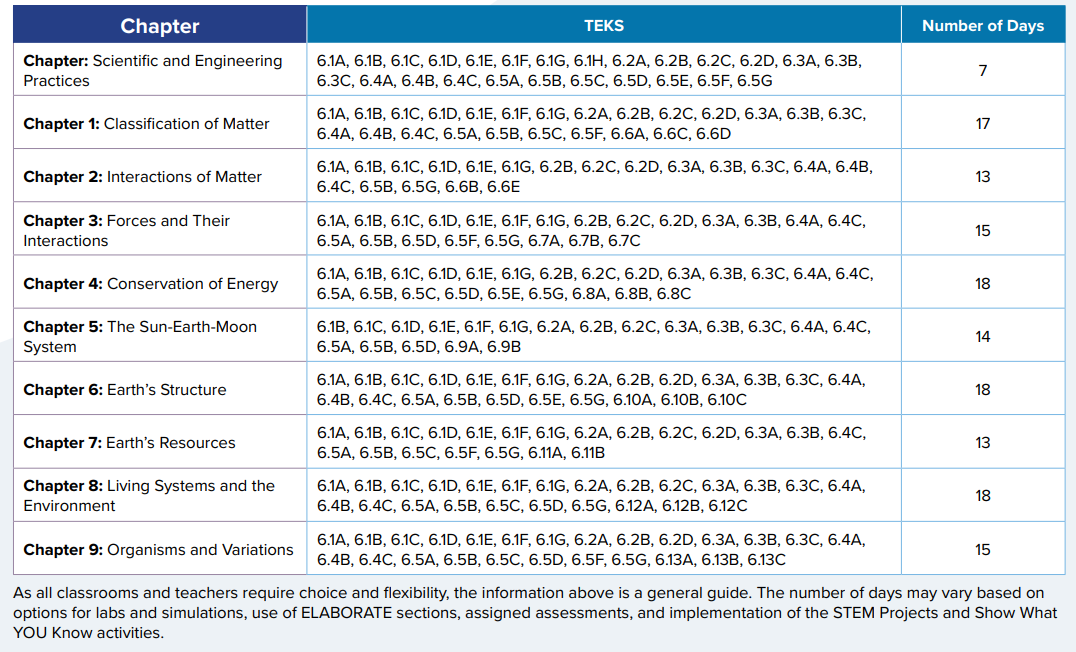 Chapter TEKS Number of Days
Chapter: Scientific and Engineering
Practices
6.1A, 6.1B, 6.1C, 6.1D, 6.1E, 6.1F, 6.1G, 6.1H, 6.2A, 6.2B, 6.2C, 6.2D, 6.3A, 6.3B,
6.3C, 6.4A, 6.4B, 6.4C, 6.5A, 6.5B, 6.5C, 6.5D, 6.5E, 6.5F, 6.5G
7
Chapter 1: Classification of Matter
6.1A, 6.1B, 6.1C, 6.1D, 6.1E, 6.1F, 6.1G, 6.2A, 6.2B, 6.2C, 6.2D, 6.3A, 6.3B, 6.3C,
6.4A, 6.4B, 6.4C, 6.5A, 6.5B, 6.5C, 6.5F, 6.6A, 6.6C, 6.6D
17
Chapter 2: Interactions of Matter
6.1A, 6.1B, 6.1C, 6.1D, 6.1E, 6.1G, 6.2B, 6.2C, 6.2D, 6.3A, 6.3B, 6.3C, 6.4A, 6.4B,
6.4C, 6.5B, 6.5G, 6.6B, 6.6E
13
Chapter 3: Forces and Their
Interactions
6.1A, 6.1B, 6.1C, 6.1D, 6.1E, 6.1F, 6.1G, 6.2B, 6.2C, 6.2D, 6.3A, 6.3B, 6.4A, 6.4C,
6.5A, 6.5B, 6.5D, 6.5F, 6.5G, 6.7A, 6.7B, 6.7C
15
Chapter 4: Conservation of Energy
6.1A, 6.1B, 6.1C, 6.1D, 6.1E, 6.1G, 6.2B, 6.2C, 6.2D, 6.3A, 6.3B, 6.3C, 6.4A, 6.4C,
6.5A, 6.5B, 6.5C, 6.5D, 6.5E, 6.5G, 6.8A, 6.8B, 6.8C
18
Chapter 5: The Sun-Earth-Moon
System
6.1B, 6.1C, 6.1D, 6.1E, 6.1F, 6.1G, 6.2A, 6.2B, 6.2C, 6.3A, 6.3B, 6.3C, 6.4A, 6.4C,
6.5A, 6.5B, 6.5D, 6.9A, 6.9B
14
Chapter 6: Earth's Structure
6.1A, 6.1B, 6.1C, 6.1D, 6.1E, 6.1F, 6.1G, 6.2A, 6.2B, 6.2D, 6.3A, 6.3B, 6.3C, 6.4A,
6.4B, 6.4C, 6.5A, 6.5B, 6.5D, 6.5E, 6.5G, 6.10A, 6.10B, 6.10C
18
Chapter 7: Earth's Resources
6.1A, 6.1B, 6.1C, 6.1D, 6.1E, 6.1F, 6.1G, 6.2A, 6.2B, 6.2C, 6.2D, 6.3A, 6.3B, 6.4C,
6.5A, 6.5B, 6.5C, 6.5F, 6.5G, 6.11A, 6.11B
13
Chapter 8: Living Systems and the
Environment
6.1A, 6.1B, 6.1C, 6.1D, 6.1E, 6.1F, 6.1G, 6.2A, 6.2B, 6.2C, 6.3A, 6.3B, 6.3C, 6.4A,
6.4B, 6.4C, 6.5A, 6.5B, 6.5C, 6.5D, 6.5G, 6.12A, 6.12B, 6.12C
18
Chapter 9: Organisms and Variations
6.1A, 6.1B, 6.1C, 6.1D, 6.1E, 6.1F, 6.1G, 6.2A, 6.2B, 6.2D, 6.3A, 6.3B, 6.3C, 6.4A,
6.4B, 6.4C, 6.5A, 6.5B, 6.5C, 6.5D, 6.5F, 6.5G, 6.13A, 6.13B, 6.13C
15
As all classrooms and teachers require choice and flexibility, the information above is a general guide. The number of days may vary based on
options for labs and simulations, use of ELABORATE sections, assigned assessments, and implementation of the STEM Projects and Show What
YOU Know activities.